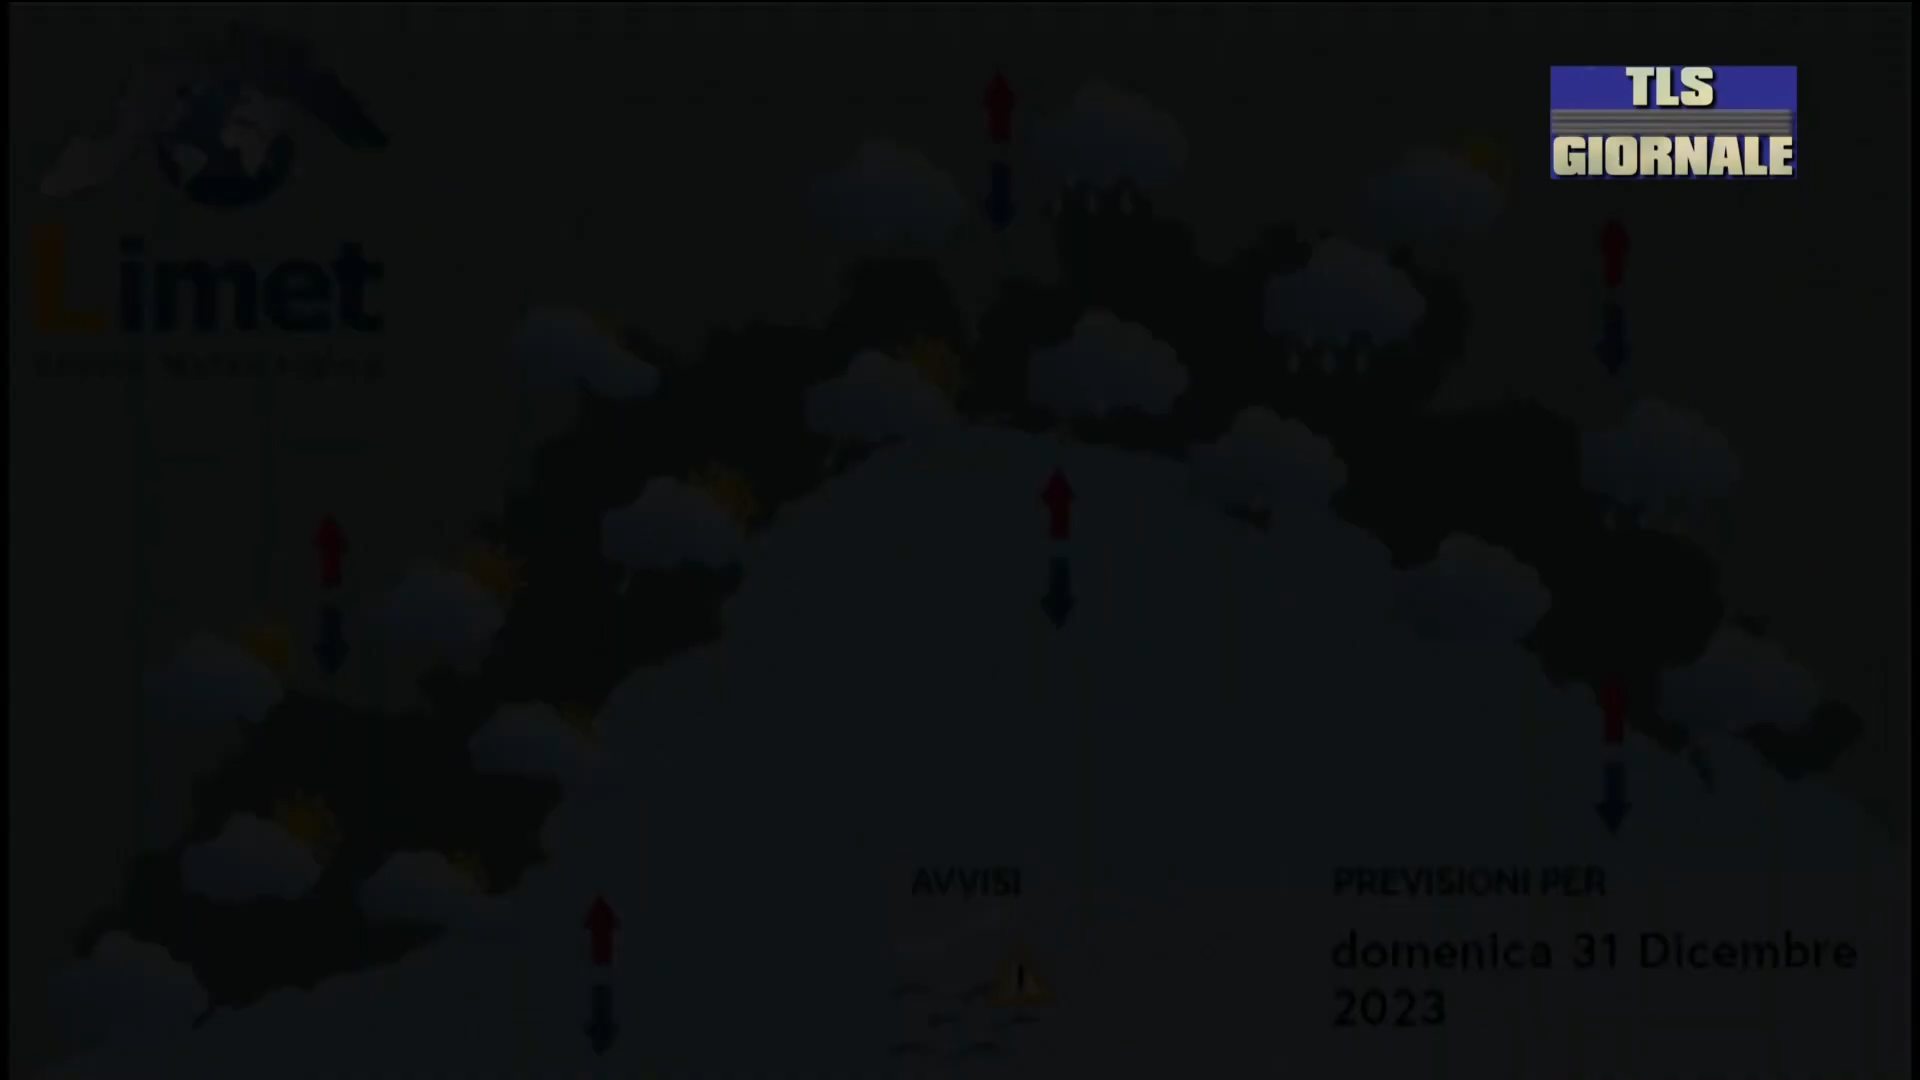 TLS
GIORNALE
Limet
AVVISI
PREVISIONI PER
domenica 31 Dicembre
2023